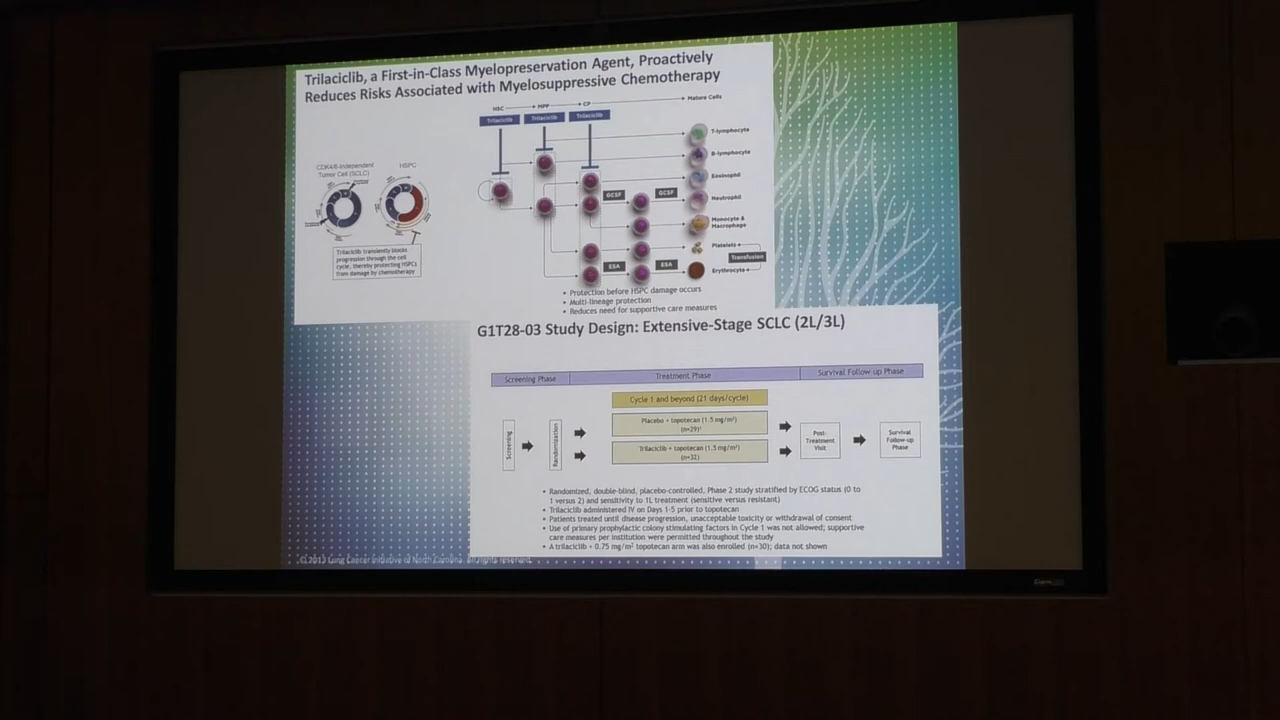 Trilaciclib, a First-in-Class Myelopreservation Agent, Proactively
Reduces Risks Associated with Myelosuppressive Chemotherapy
HSC
MPP
CP
Mature Cells
Trilaciclib
Trilaciclib
Trilaciclib
CDK4/6-Independent
Tumor Cell (SCLC)
HSPC
Trilaciclib transiently blocks
progression through the cell
cycle, thereby protecting HSPCs
from damage by chemotherapy
T-lymphocyte
B-lymphocyte
Eosinophil
GCSF
GCSF
Neutrophil
Monocyte &
Macrophage
Platelets
Transfusion
ESA
ESA
Erythrocyte
• Protection before HSPC damage occurs
• Multi-lineage protection
• Reduces need for supportive care measures
G1T28-03 Study Design: Extensive-Stage SCLC (2L/3L)
Screening Phase
Treatment Phase
Survival Follow-up Phase
Cycle 1 and beyond (21 days/cycle)
Screening
Randomization
Placebo + topotecan (1.5 mg/m²)
(n=29)
Trilaciclib + topotecan (1.5 mg/m²)
(n=32)
Post-
Treatment
Visit
Survival
Follow-up
Phase
• Randomized, double-blind, placebo-controlled, Phase 2 study stratified by ECOG status (0 to
1 versus 2) and sensitivity to 1L treatment (sensitive versus resistant)
• Trilaciclib administered IV on Days 1-5 prior to topotecan
• Patients treated until disease progression, unacceptable toxicity or withdrawal of consent
• Use of primary prophylactic colony stimulating factors in Cycle 1 was not allowed; supportive
care measures per institution were permitted throughout the study
• A trilaciclib + 0.75 mg/m² topotecan arm was also enrolled (n=30); data not shown
© 2013 Lung Cancer Initiative of North Carolina. All rights reserved.